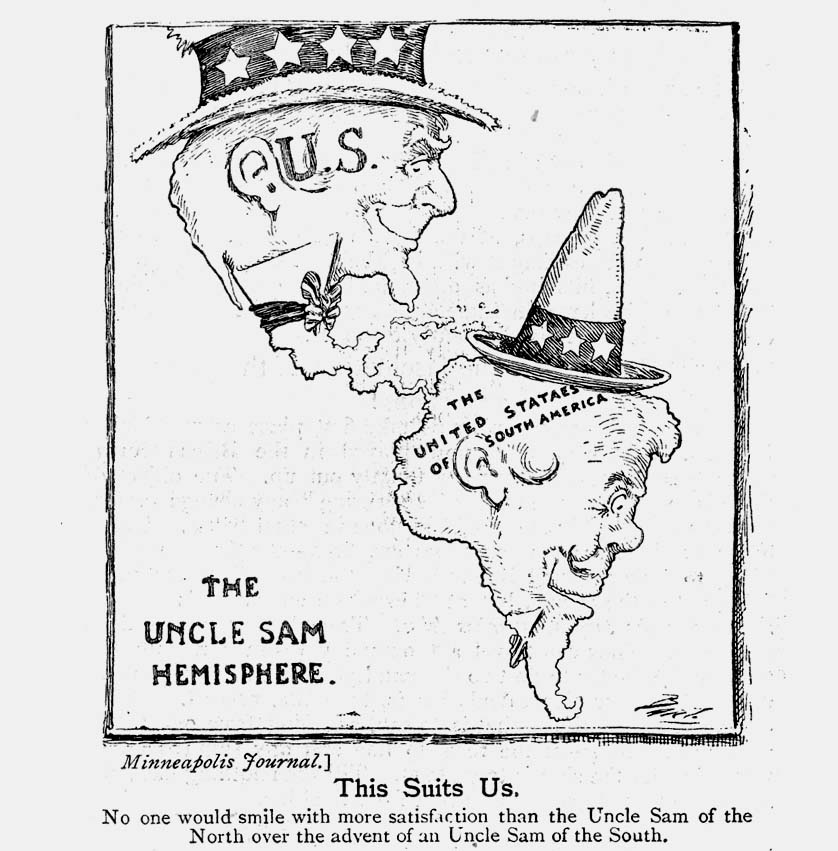 U.S.
THE
UNITED STATAES
OF SOUTH AMERICA
THE
UNCLE SAM
HEMISPHERE.
Minneapolis Journal.]
This Suits Us.
No one would smile with more satisfaction than the Uncle Sam of the
North over the advent of an Uncle Sam of the South.